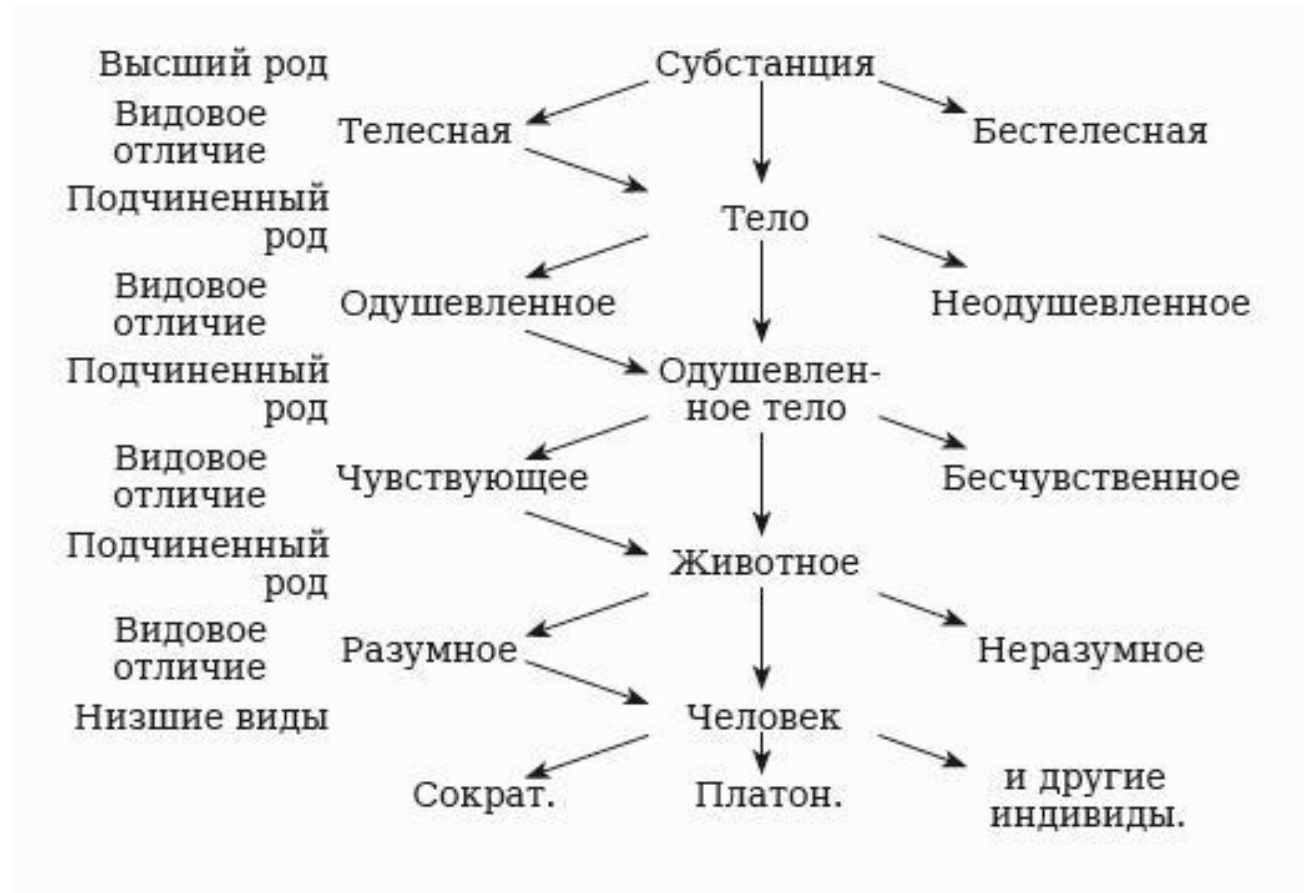 Высший род
Субстанция
Видовое
отличие
Телесная
Бестелесная
Подчиненный
род
Тело
Видовое
отличие
Одушевленное
Неодушевленное
Подчиненный
род
Одушевлен-
ное тело
Видовое
отличие
Чувствующее
Бесчувственное
Подчиненный
род
Животное
Видовое
отличие
Разумное
Неразумное
Низшие виды
Человек
Сократ.
Платон.
и другие
индивиды.